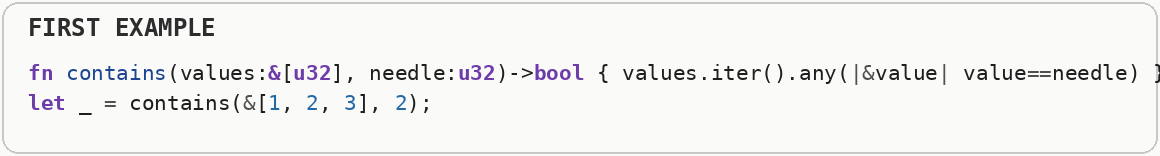 FIRST EXAMPLE
fn contains(values:&[u32], needle:u32)->bool { values.iter().any(|&value| value==needle) }
let _ = contains(&[1, 2, 3], 2);